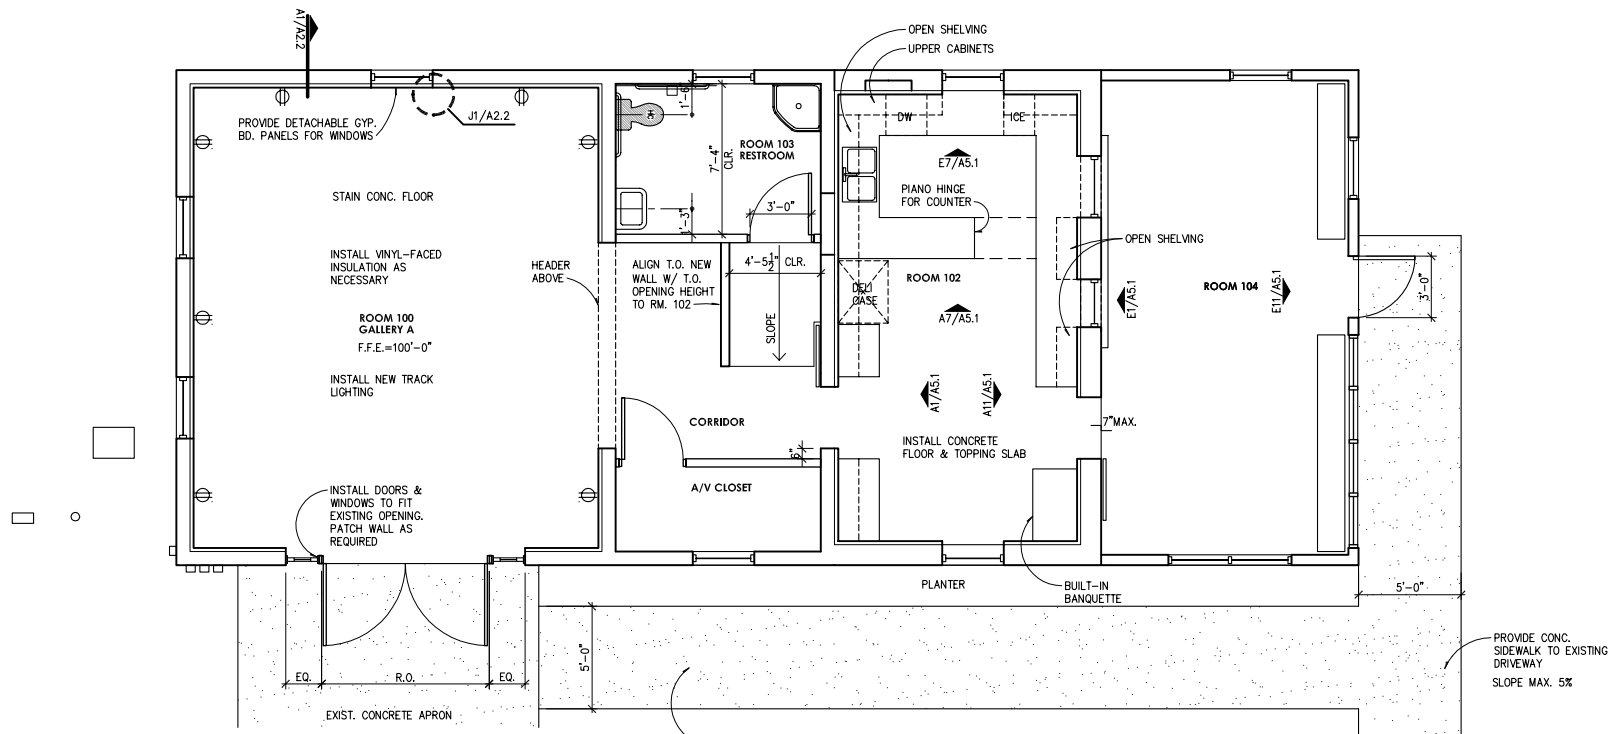 A1/A2.2
PROVIDE DETACHABLE GYP.
BD. PANELS FOR WINDOWS
J1/A2.2
STAIN CONC. FLOOR
INSTALL VINYL-FACED
INSULATION AS
NECESSARY
ROOM 100
GALLERY A
F.F.E.=100'-0"
INSTALL NEW TRACK
LIGHTING
INSTALL DOORS &
WINDOWS TO FIT
EXISTING OPENING.
PATCH WALL AS
REQUIRED
EQ.
R.O.
EQ.
EXIST. CONCRETE APRON
HEADER
ABOVE
1'-6"
7'-4"
CLR.
ROOM 103
RESTROOM
1'-3"
3'-0"
ALIGN T.O. NEW
WALL W/ T.O.
OPENING HEIGHT
TO RM. 102
4'-5 1/2" CLR.
SLOPE
CORRIDOR
6"
A/V CLOSET
5'-0"
OPEN SHELVING
UPPER CABINETS
DW
ICE
E7/A5.1
PIANO HINGE
FOR COUNTER
OPEN SHELVING
ROOM 102
DELI
CASE
A7/A5.1
A1/A5.1
A11/A5.1
INSTALL CONCRETE
FLOOR & TOPPING SLAB
7"MAX.
PLANTER
BUILT-IN
BANQUETTE
E1/A5.1
ROOM 104
E11/A5.1
3'-0"
5'-0"
PROVIDE CONC.
SIDEWALK TO EXISTING
DRIVEWAY
SLOPE MAX. 5%